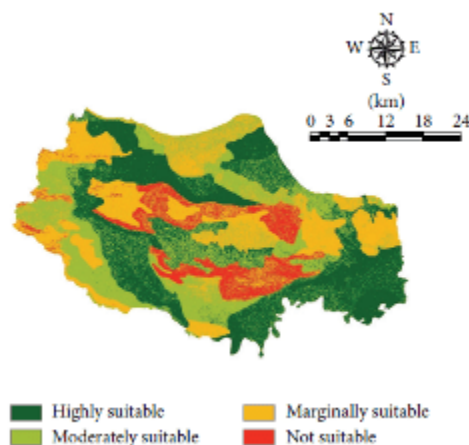 N
W E
S
(km)
0 3 6 12 18 24
Highly suitable
Moderately suitable
Marginally suitable
Not suitable